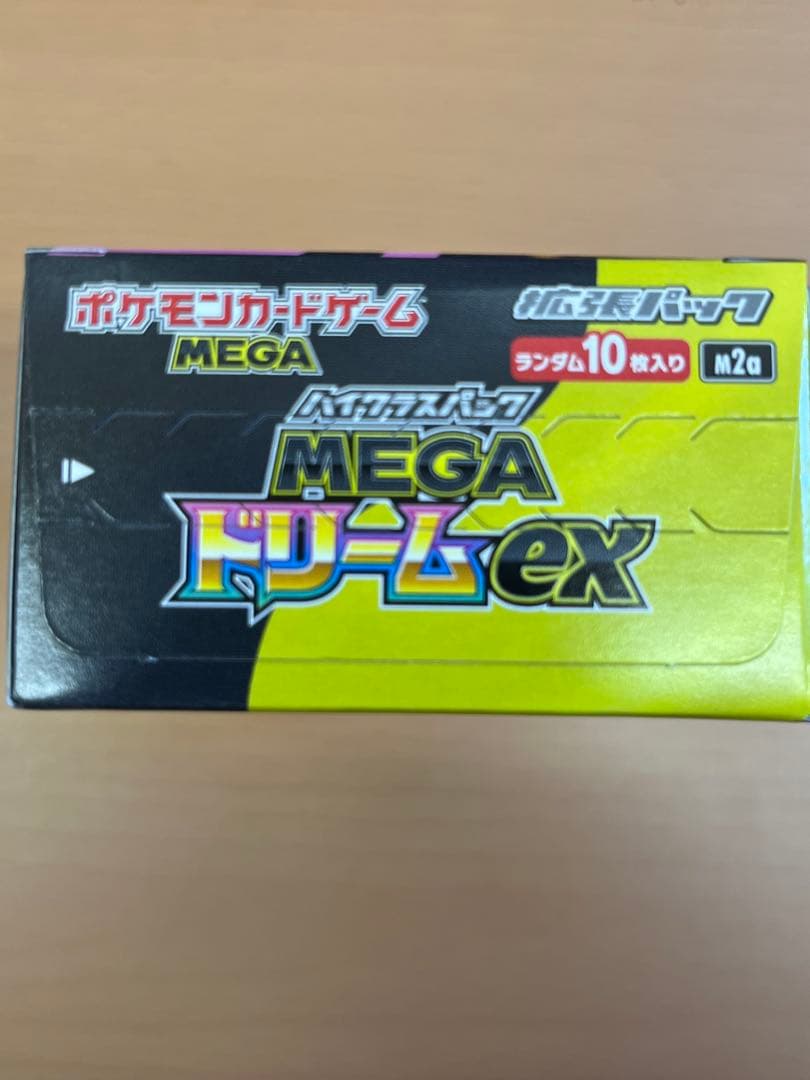 ポケモンカードゲーム
MEGA
拡張パック
ランダム10枚入り M2a
ハイクラスパック
MEGA
ドリームex